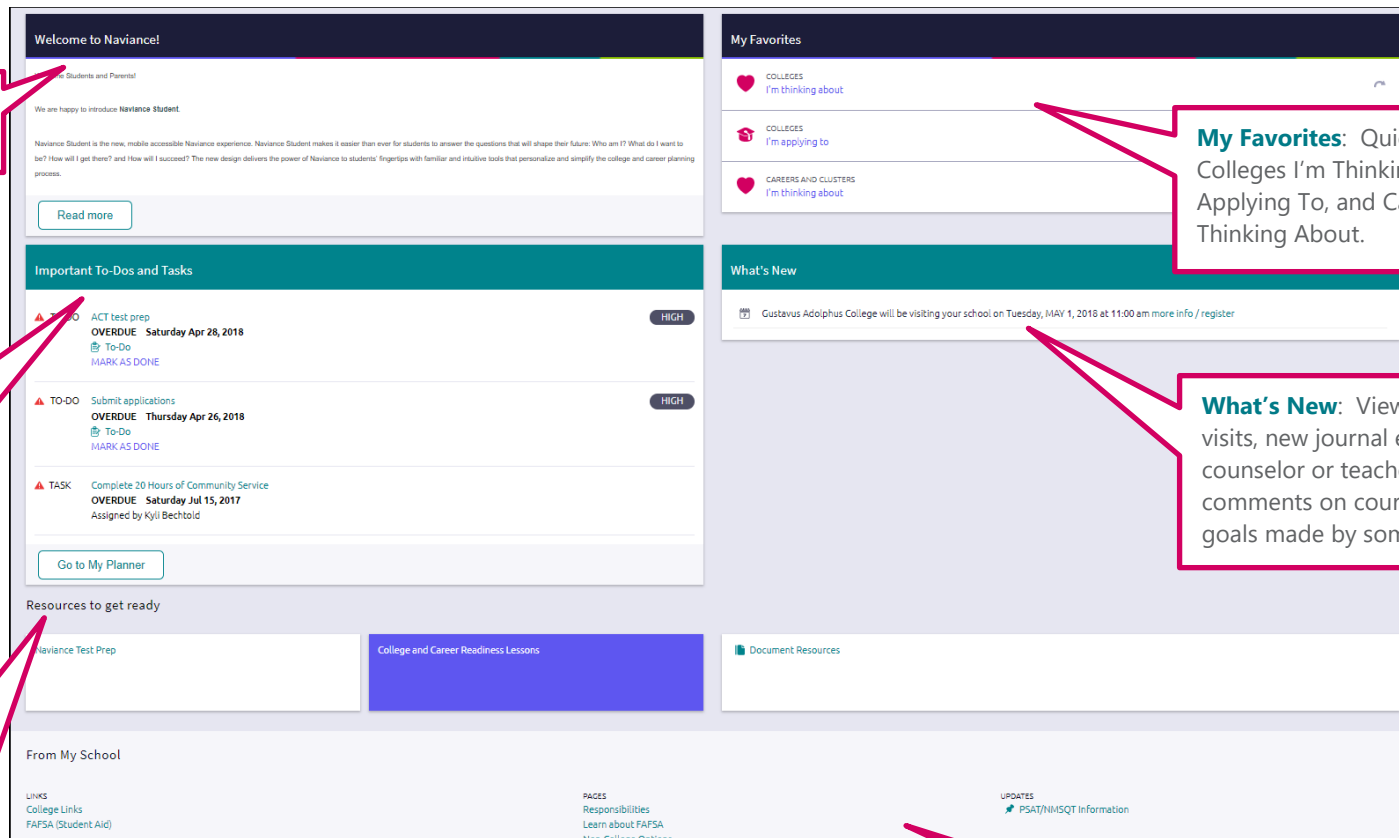 Welcome to Naviance!
Students and Parents!
We are happy to introduce Naviance Student.
Naviance Student is the new, mobile accessible Naviance experience. Naviance Student makes it easier than ever for students to answer the questions that will shape their future: Who am I? What do I want to
be? How will I get there? and How will I succeed? The new design delivers the power of Naviance to students' fingertips with familiar and intuitive tools that personalize and simplify the college and career planning
process.
Read more
My Favorites
COLLEGES
I'm thinking about
COLLEGES
I'm applying to
CAREERS AND CLUSTERS
I'm thinking about
My Favorites:
Colleges I'm
Applying To, and
Thinking About.
Important To-Dos and Tasks
ACT test prep
HIGH
OVERDUE Saturday Apr 28, 2018
To-Do
MARK AS DONE
TO-DO Submit applications
HIGH
OVERDUE Thursday Apr 26, 2018
To-Do
MARK AS DONE
TASK Complete 20 Hours of Community Service
OVERDUE Saturday Jul 15, 2017
Assigned by Kyli Bechtold
Go to My Planner
What's New
Gustavus Adolphus College will be visiting your school on Tuesday, MAY 1, 2018 at 11:00 am more info / register
What's New: View
visits, new journal
counselor or
comments on
goals made by
Resources to get ready
Naviance Test Prep
College and Career Readiness Lessons
Document Resources
From My School
LINKS
College Links
FAFSA (Student Aid)
PAGES
Responsibilities
Learn about FAFSA
UPDATES
PSAT/NMSQT Information